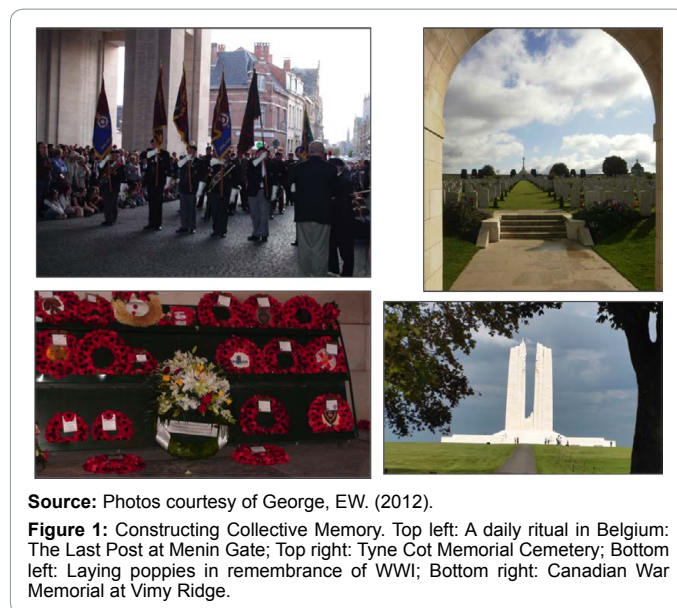 Source: Photos courtesy of George, EW. (2012).
Figure 1: Constructing Collective Memory. Top left: A daily ritual in Belgium:
The Last Post at Menin Gate; Top right: Tyne Cot Memorial Cemetery; Bottom
left: Laying poppies in remembrance of WWI; Bottom right: Canadian War
Memorial at Vimy Ridge.